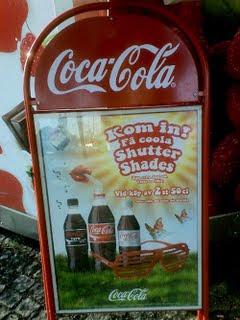 Coca-Cola
Kom in!
Få coola
Shutter
Shades
Vid köp av 2 st 50 cl
Coca-Cola